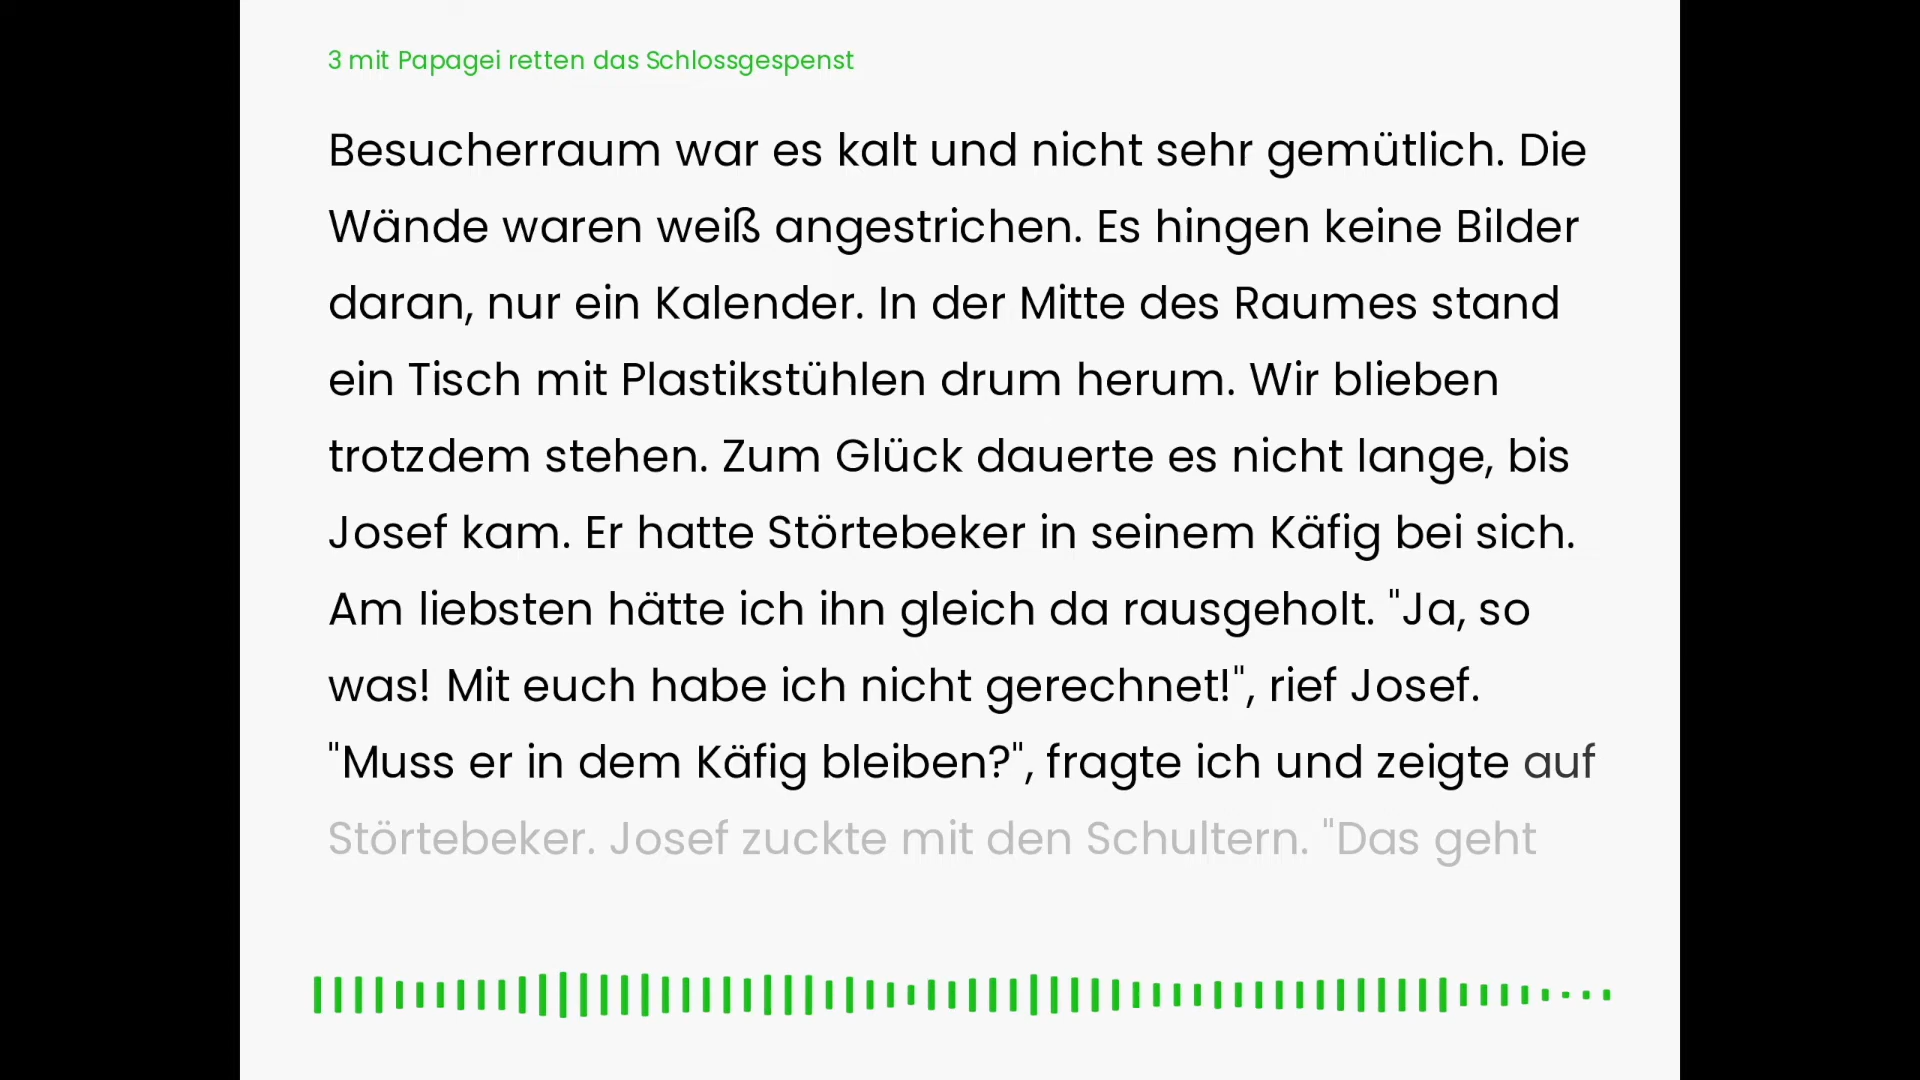 3 mit Papagei retten das Schlossgespenst
Besucherraum war es kalt und nicht sehr gemütlich. Die
Wände waren weiß angestrichen. Es hingen keine Bilder
daran, nur ein Kalender. In der Mitte des Raumes stand
ein Tisch mit Plastikstühlen drum herum. Wir blieben
trotzdem stehen. Zum Glück dauerte es nicht lange, bis
Josef kam. Er hatte Störtebeker in seinem Käfig bei sich.
Am liebsten hätte ich ihn gleich da rausgeholt. "Ja, so
was! Mit euch habe ich nicht gerechnet!", rief Josef.
"Muss er in dem Käfig bleiben?", fragte ich und zeigte auf
Störtebeker. Josef zuckte mit den Schultern. "Das geht